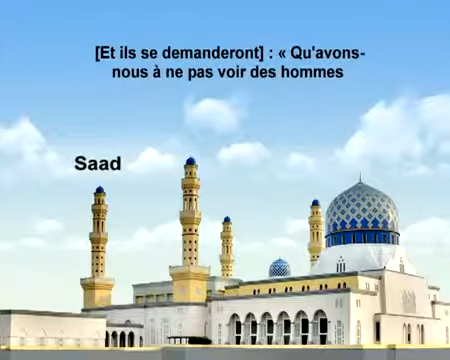 [Et ils se demanderont] : « Qu'avons-
nous à ne pas voir des hommes
Saad